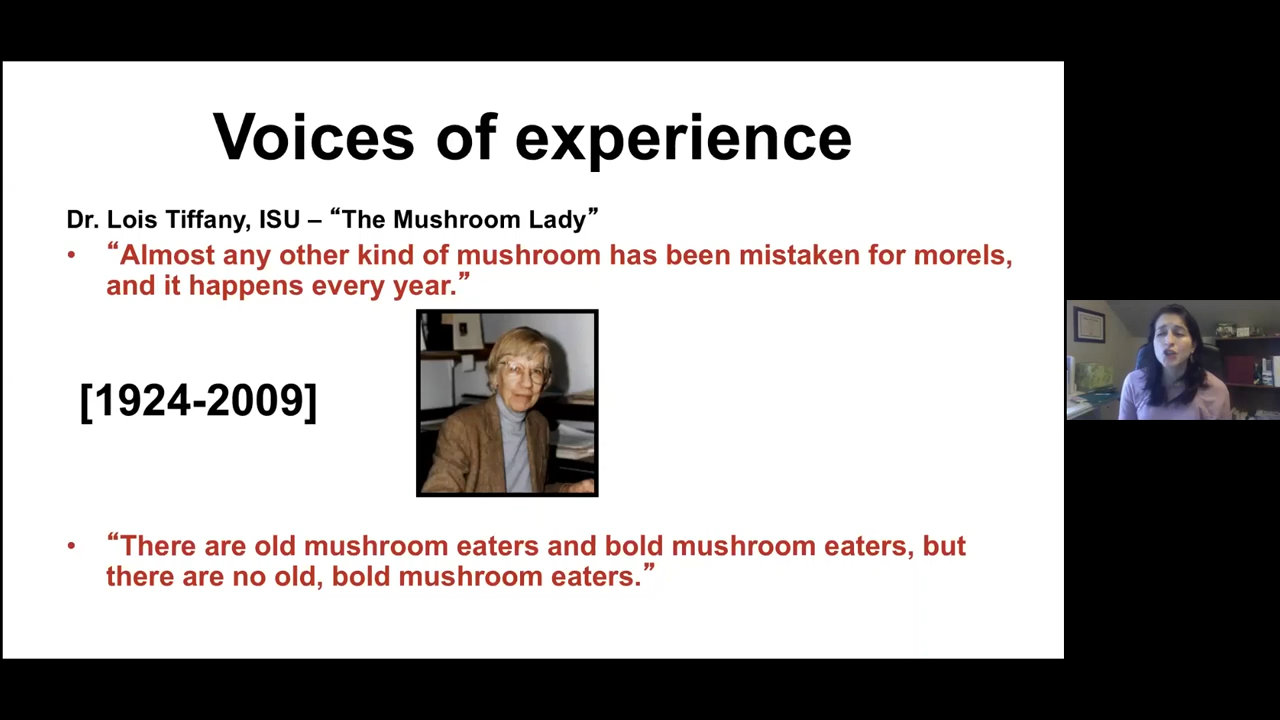 Voices of experience
Dr. Lois Tiffany, ISU – “The Mushroom Lady”
• “Almost any other kind of mushroom has been mistaken for morels,
and it happens every year.”
[1924-2009]
• “There are old mushroom eaters and bold mushroom eaters, but
there are no old, bold mushroom eaters.”